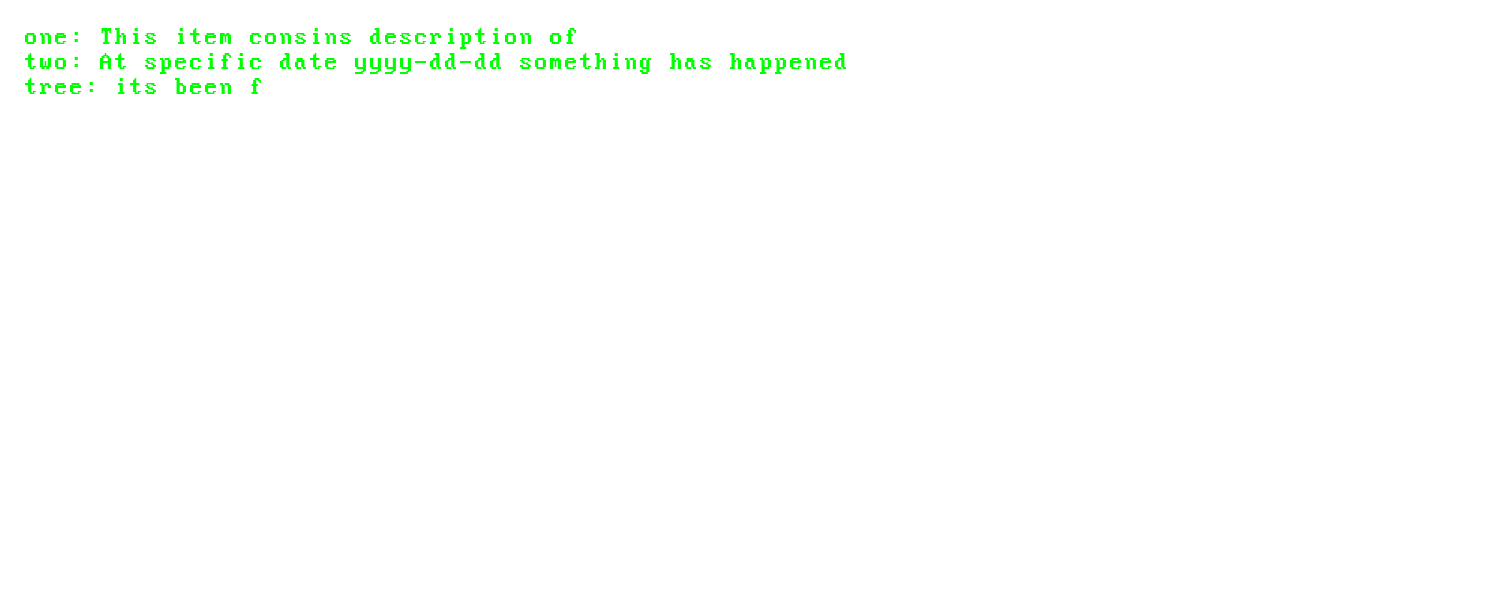 one: This item consins description of
two: At specific date yyyy-dd-dd something has happened
tree: its been f